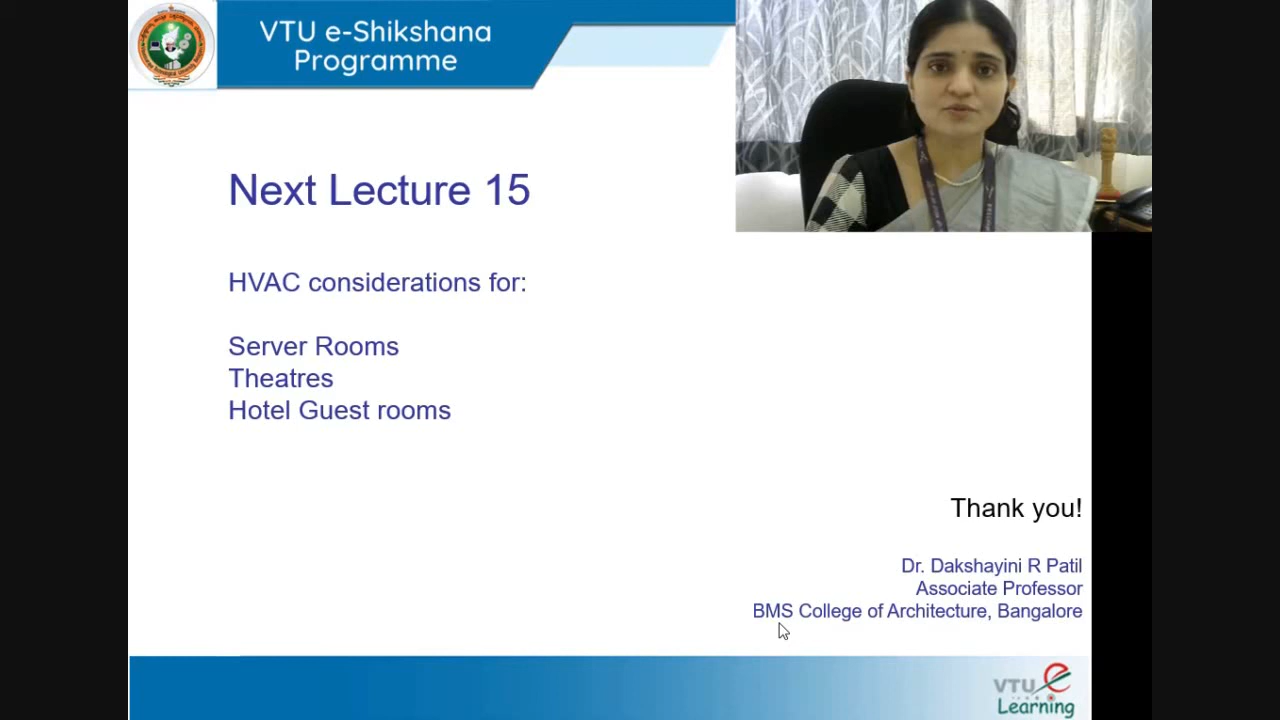 VTU e-Shikshana
Programme
Next Lecture 15
HVAC considerations for:
Server Rooms
Theatres
Hotel Guest rooms
Thank you!
Dr. Dakshayini R Patil
Associate Professor
BMS College of Architecture, Bangalore
VTU e
Learning